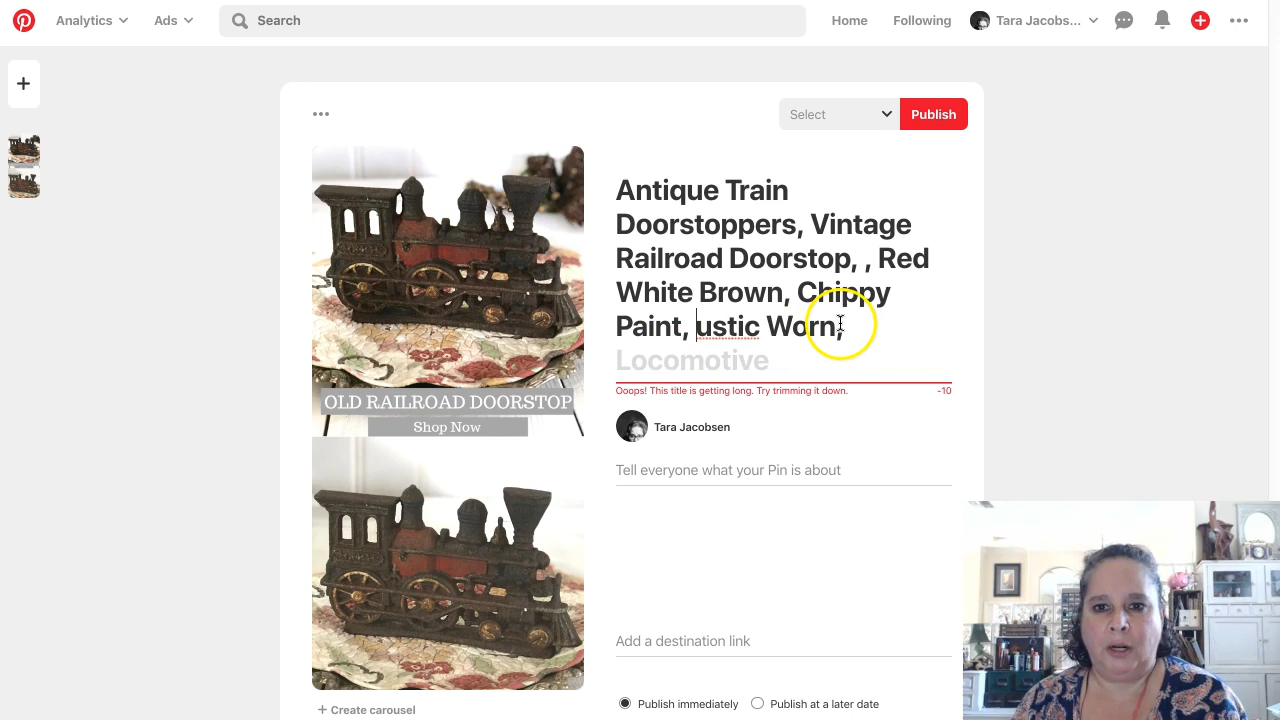 Analytics
Ads
Search
Home
Following
Tara Jacobs...
Select
Publish
Antique Train
Doorstoppers, Vintage
Railroad Doorstop, , Red
White Brown, Chippy
Paint, ustic Worn,
Locomotive
Ooops! This title is getting long. Try trimming it down.
-10
Tara Jacobsen
Tell everyone what your Pin is about
Add a destination link
Publish immediately
Publish at a later date
OLD RAILROAD DOORSTOP
Shop Now
+ Create carousel